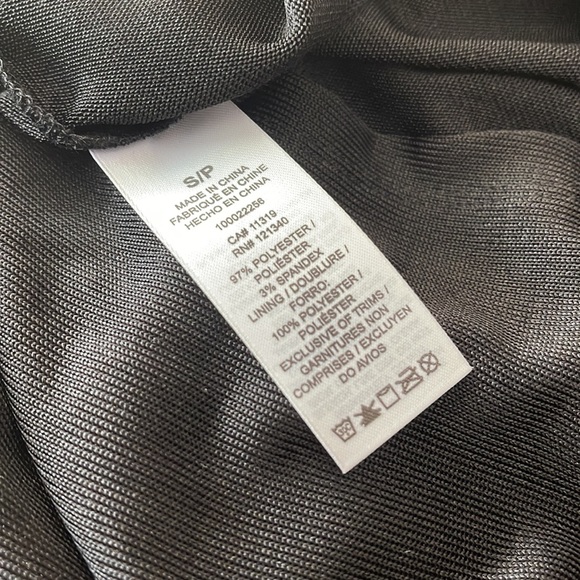 S/P
MADE IN CHINA
FABRIQUÉ EN CHINE
HECHO EN CHINA
100022256
CA# 11319
RN# 121340
97% POLYESTER /
POLIÉSTER
3% SPANDEX
LINING / DOUBLURE /
FORRO:
100% POLYESTER /
POLIÉSTER
EXCLUSIVE OF TRIMS /
GARNITURES NON
COMPRISES / EXCLUYEN
DO AVIOS